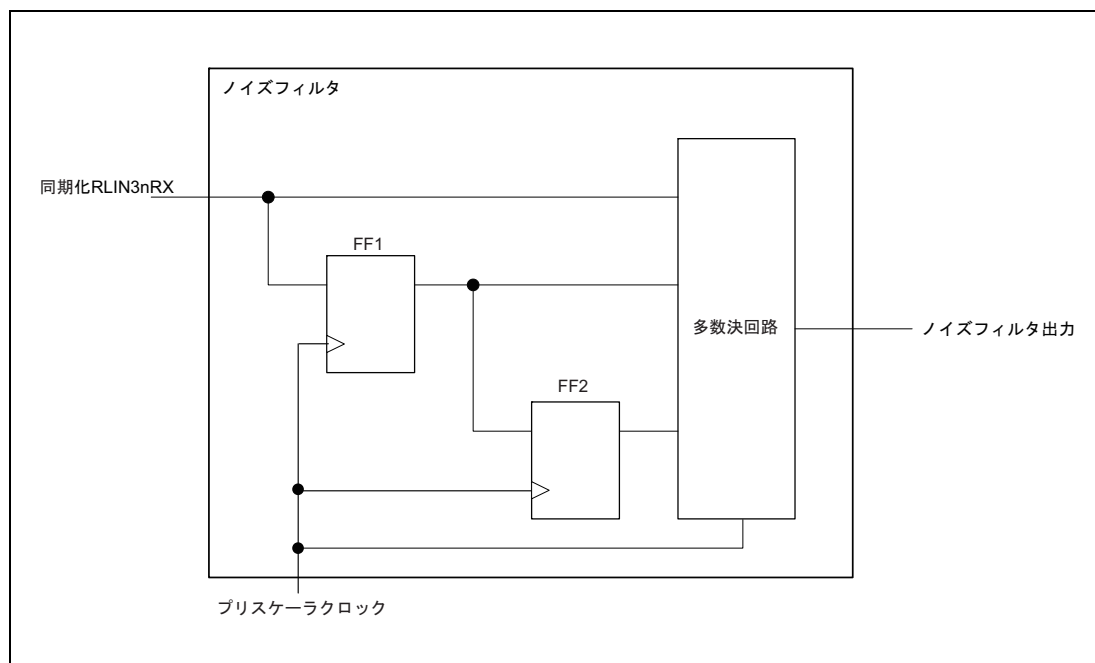 ノイズフィルタ
同期化RLIN3nRX
FF1
多数決回路
ノイズフィルタ出力
FF2
プリスケーラクロック